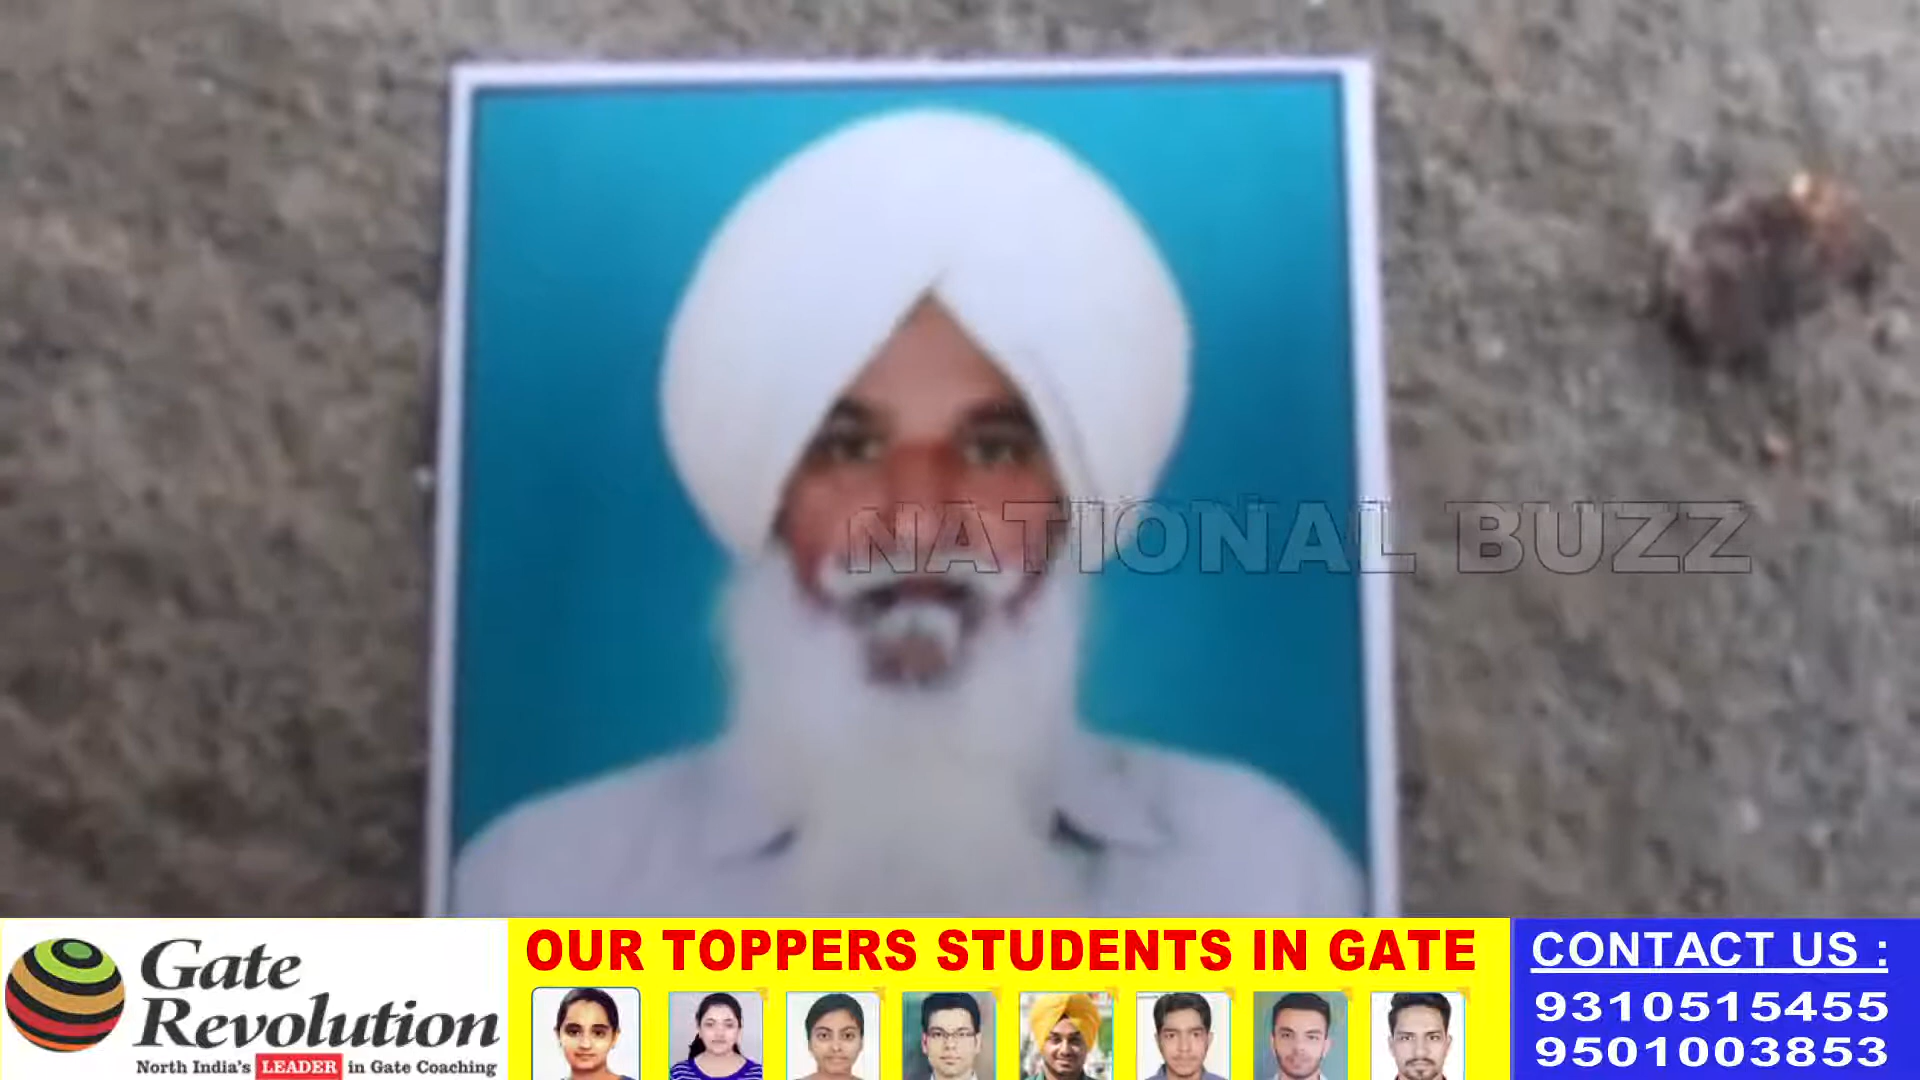 NATIONAL BUZZ
Gate
Revolution
North India's LEADER in Gate Coaching
OUR TOPPERS STUDENTS IN GATE
CONTACT US :
9310515455
9501003853